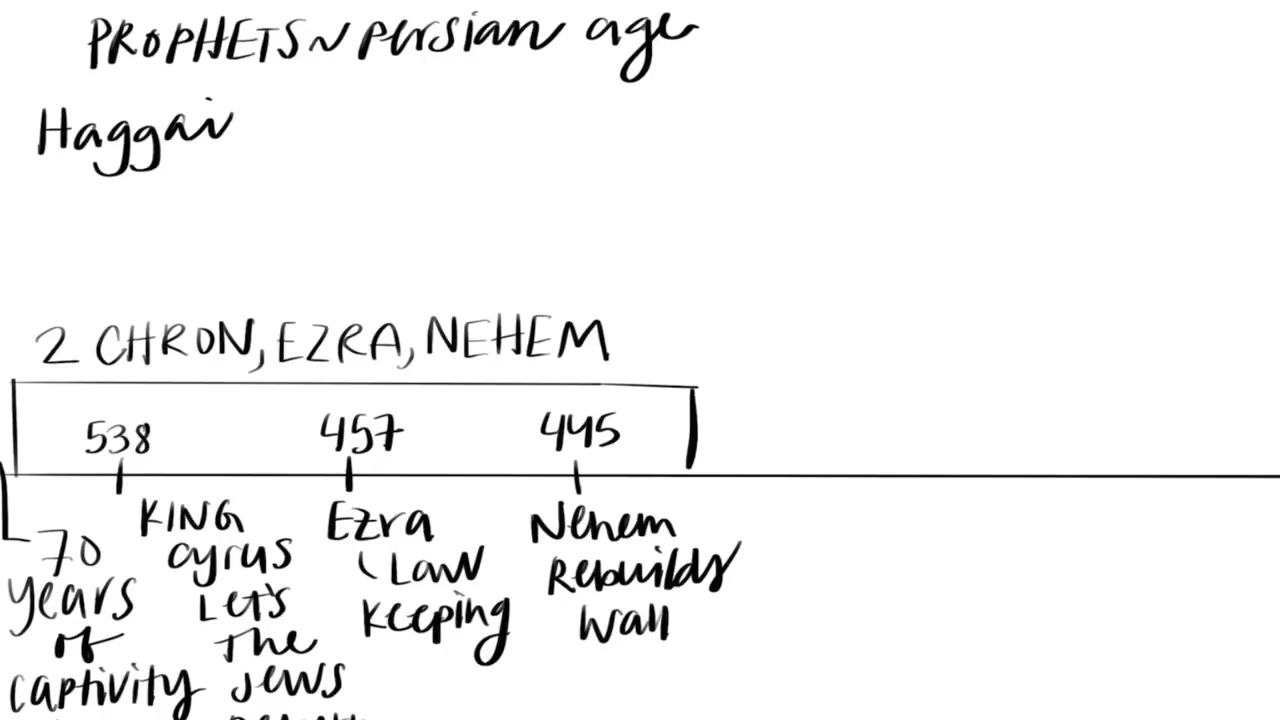 PROPHETS~persian age
Haggai
2 CHRON, EZRA, NEHEM
538
457
445
70
years
of
captivity
KING
cyrus
Let's
The
Jews
Ezra
Law
keeping
Nehem
Rebuilds
wall